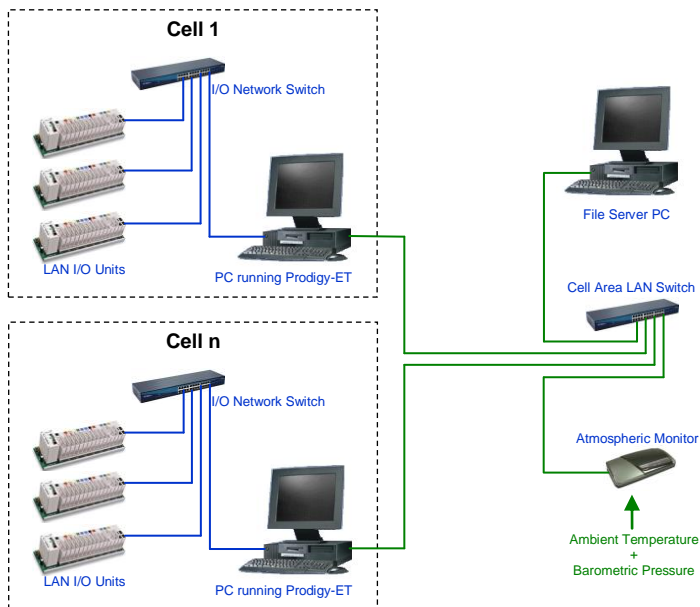 Cell 1
I/O Network Switch
LAN I/O Units
PC running Prodigy-ET
File Server PC
Cell Area LAN Switch
Cell n
I/O Network Switch
LAN I/O Units
PC running Prodigy-ET
Atmospheric Monitor
Ambient Temperature
+
Barometric Pressure